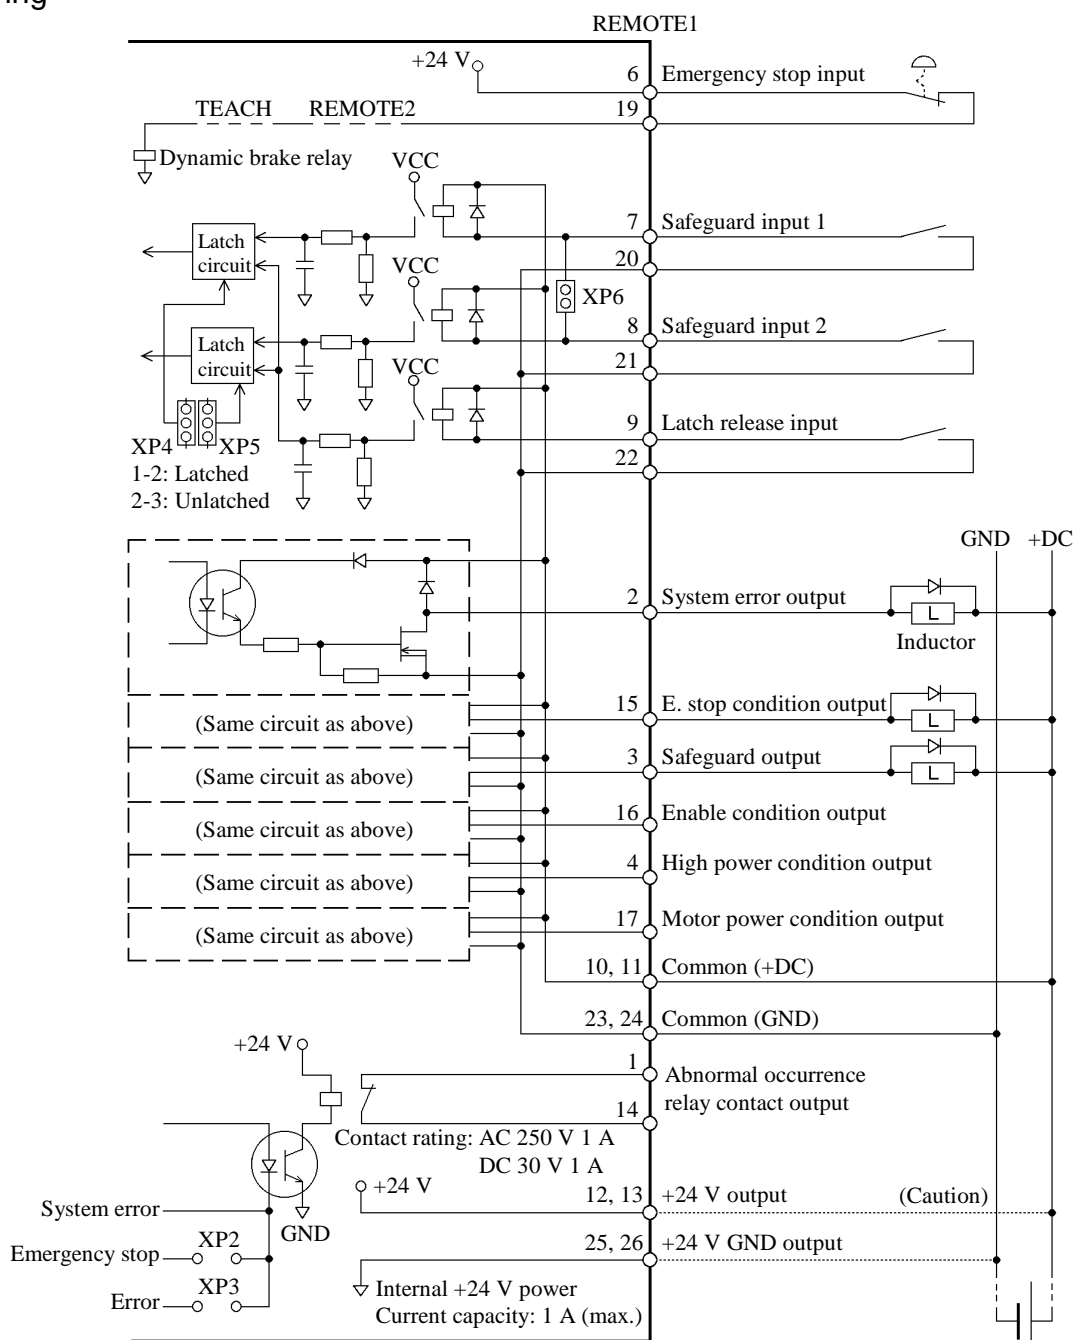 ing
REMOTE1
+24 V
6 Emergency stop input
19
TEACH REMOTE2
Dynamic brake relay
VCC
7 Safeguard input 1
Latch
circuit
20
VCC
XP6
8 Safeguard input 2
Latch
circuit
21
VCC
9 Latch release input
XP4 XP5
22
1-2: Latched
2-3: Unlatched
GND +DC
2 System error output
L
Inductor
15 E. stop condition output
(Same circuit as above)
L
3 Safeguard output
(Same circuit as above)
L
16 Enable condition output
(Same circuit as above)
4 High power condition output
(Same circuit as above)
17 Motor power condition output
(Same circuit as above)
10, 11 Common (+DC)
23, 24 Common (GND)
+24 V
1 Abnormal occurrence
relay contact output
14
Contact rating: AC 250 V 1 A
DC 30 V 1 A
+24 V
12, 13 +24 V output (Caution)
System error
GND
25, 26 +24 V GND output
Emergency stop XP2
Internal +24 V power
Error XP3
Current capacity: 1 A (max.)